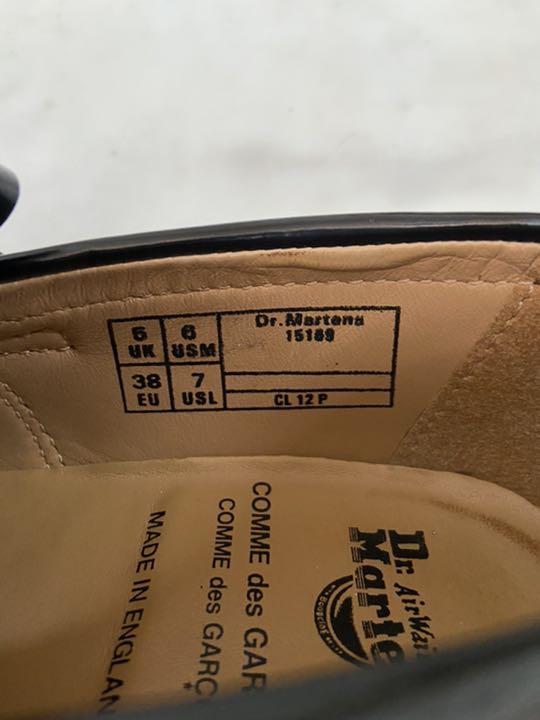 5 UK
6 USM
38 EU
7 USL
Dr.Martens
15189
CL 12 P
COMME des GAR
COMME des GARÇ
MADE IN ENGLAN
Dr. AirWai
Marte